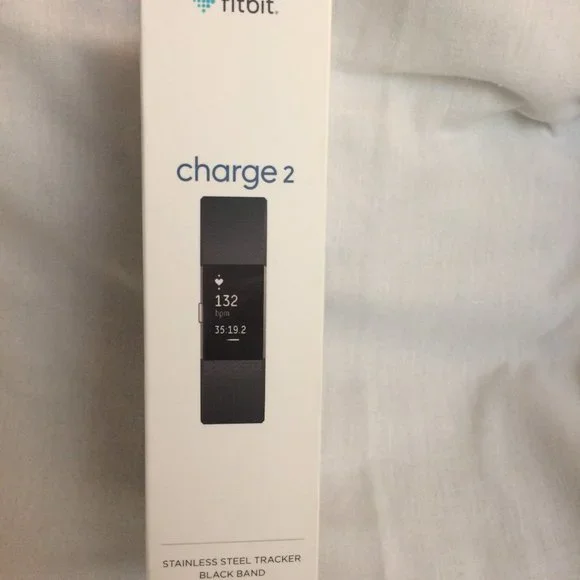 fitbit.
charge 2
132
bpm
35:19.2
STAINLESS STEEL TRACKER
BLACK BAND